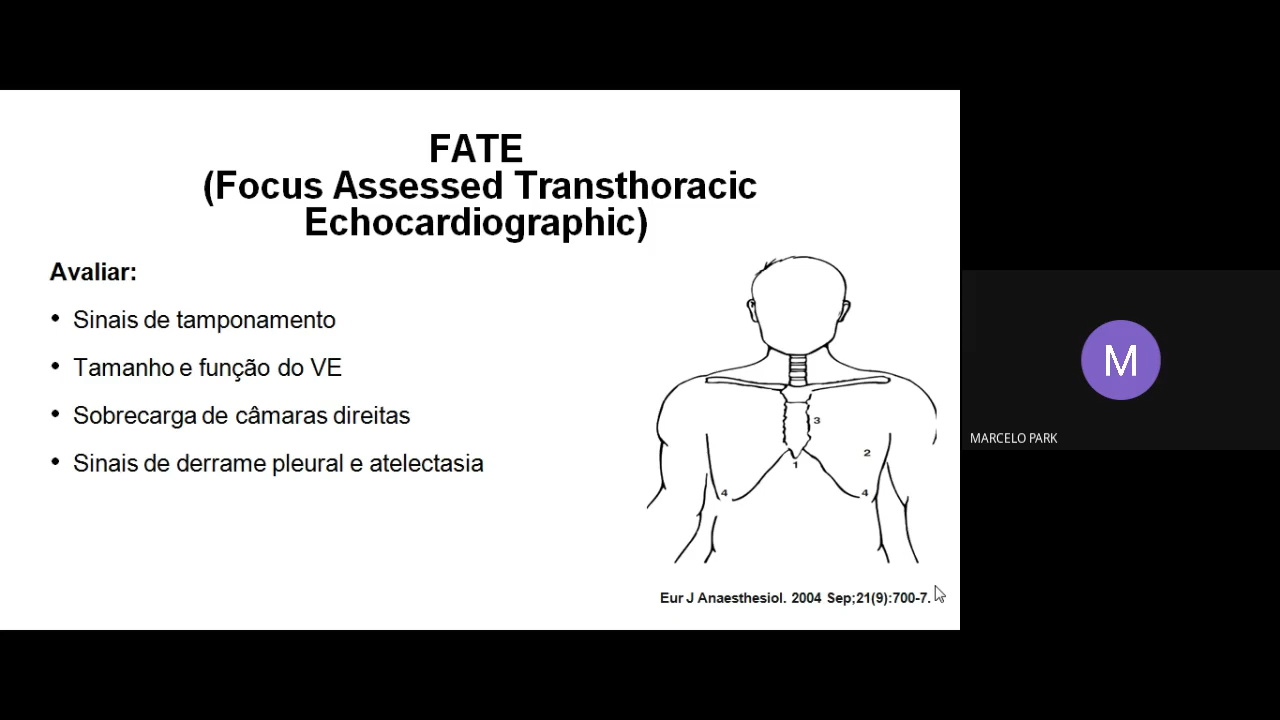 FATE
(Focus Assessed Transthoracic
Echocardiographic)
Avaliar:
• Sinais de tamponamento
• Tamanho e função do VE
• Sobrecarga de câmaras direitas
• Sinais de derrame pleural e atelectasia
3
2
1
4
4
Eur J Anaesthesiol. 2004 Sep;21(9):700-7.
M
MARCELO PARK